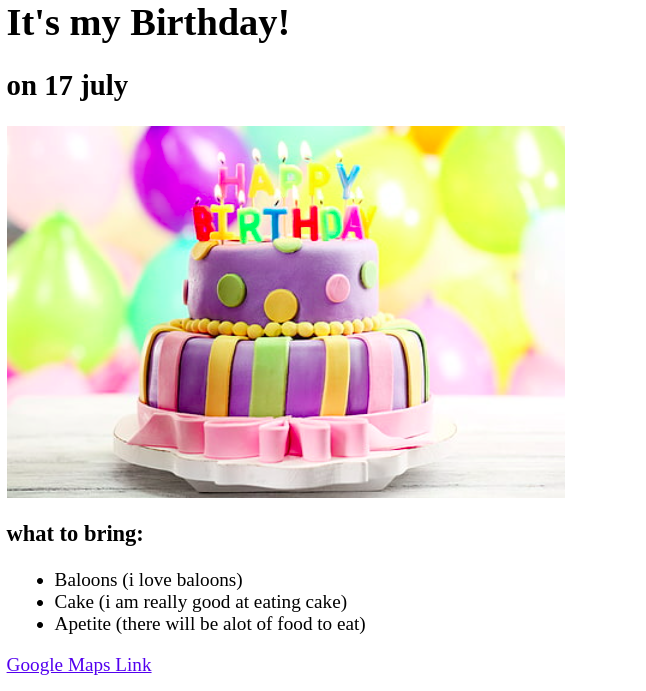 It's my Birthday!
on 17 july
HAPPY
BIRTHDAY
what to bring:
Baloons (i love baloons)
Cake (i am really good at eating cake)
Apetite (there will be alot of food to eat)
Google Maps Link